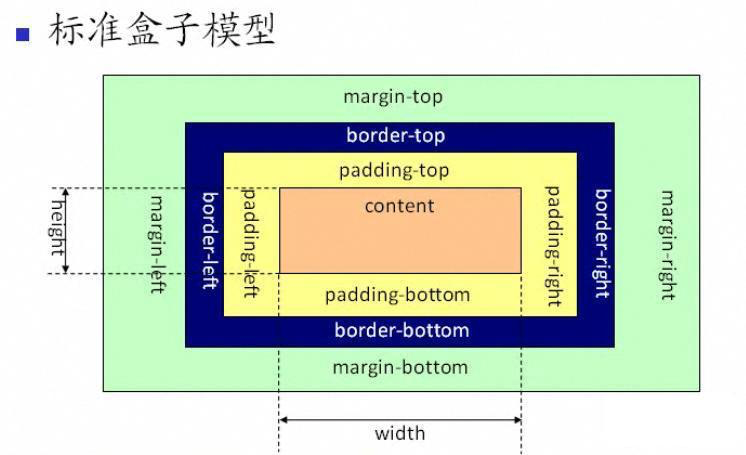 标准盒子模型
margin-top
border-top
padding-top
content
height
margin-left
border-left
padding-left
padding-right
border-right
margin-right
padding-bottom
border-bottom
margin-bottom
width